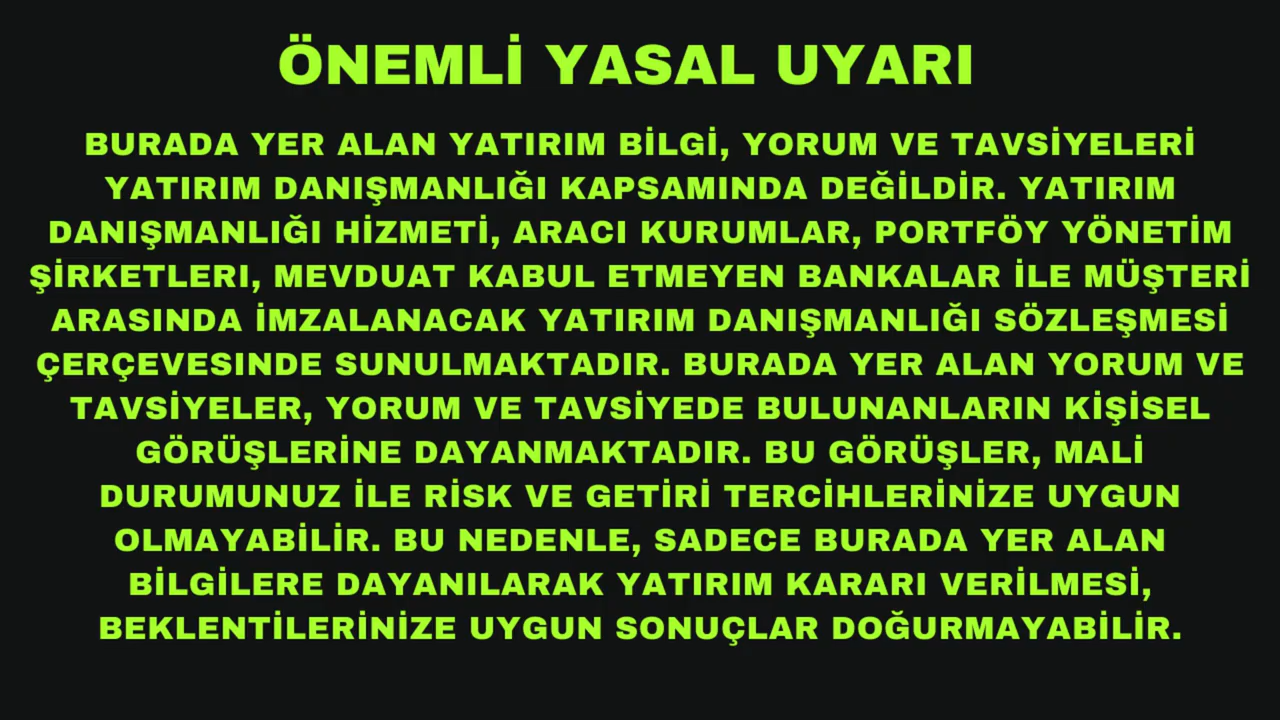 ÖNEMLİ YASAL UYARI
BURADA YER ALAN YATIRIM BİLGİ, YORUM VE TAVSİYELERİ
YATIRIM DANIŞMANLIĞI KAPSAMINDA DEĞİLDİR. YATIRIM
DANIŞMANLIĞI HİZMETİ, ARACI KURUMLAR, PORTFÖY YÖNETİM
ŞİRKETLERI, MEVDUAT KABUL ETMEYEN BANKALAR İLE MÜŞTERİ
ARASINDA İMZALANACAK YATIRIM DANIŞMANLIĞI SÖZLEŞMESİ
ÇERÇEVESINDE SUNULMAKTADIR. BURADA YER ALAN YORUM VE
TAVSİYELER, YORUM VE TAVSİYEDE BULUNANLARIN KİŞİSEL
GÖRÜŞLERİNE DAYANMAKTADIR. BU GÖRÜŞLER, MALİ
DURUMUNUZ İLE RİSK VE GETİRİ TERCİHLERİNİZE UYGUN
OLMAYABİLİR. BU NEDENLE, SADECE BURADA YER ALAN
BİLGİLERE DAYANILARAK YATIRIM KARARI VERİLMESİ,
BEKLENTİLERİNİZE UYGUN SONUÇLAR DOĞURMAYABİLİR.